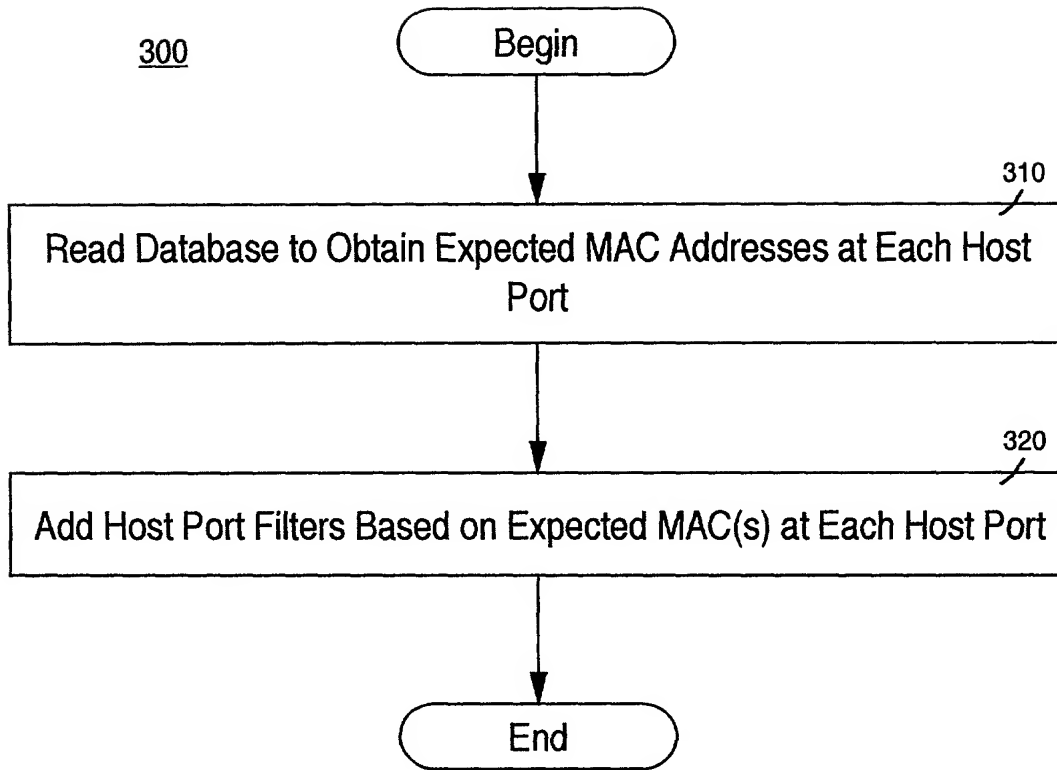 300
Begin
310
Read Database to Obtain Expected MAC Addresses at Each Host
Port
320
Add Host Port Filters Based on Expected MAC(s) at Each Host Port
End